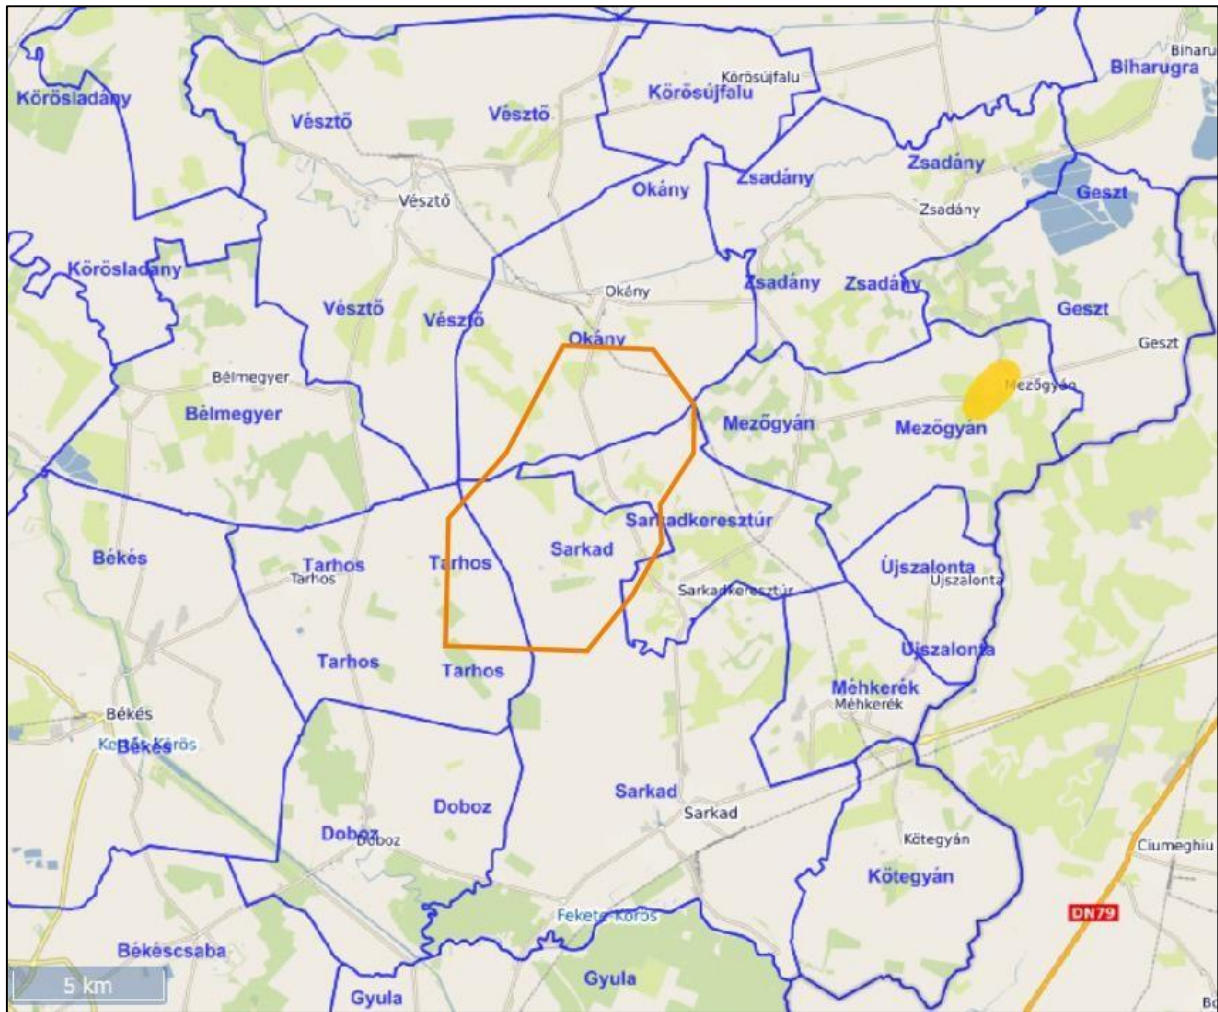 Biharu
Biharugra
Körösújfalu
Körösújfalu
Körösladány
Vésztő
Vésztő
Zsadány
Zsadány
Okány
Geszt
Vésztő
Zsadány
Körösladány
Zsadány
Zsadány
Okány
Vésztő
Vésztő
Geszt
Okány
Geszt
Bélmegyer
Mezőgyán
Bélmegyer
Mezőgyán
Mezőgyán
Sarkadkeresztúr
Békés
Tarhos
Tarhos
Sarkad
Tarhos
Újszalonta
Újszalonta
Sarkadkeresztúr
Újszalonta
Tarhos
Tarhos
Méhkerék
Méhkerék
Békés
Kettős-Körös
Békés
Sarkad
Doboz
Sarkad
Doboz
Doboz
Kötegyán
Ciumeghiu
Kötegyán
Fekete-Körös
DN79
Békéscsaba
Gyula
5 km
Gyula
Bo